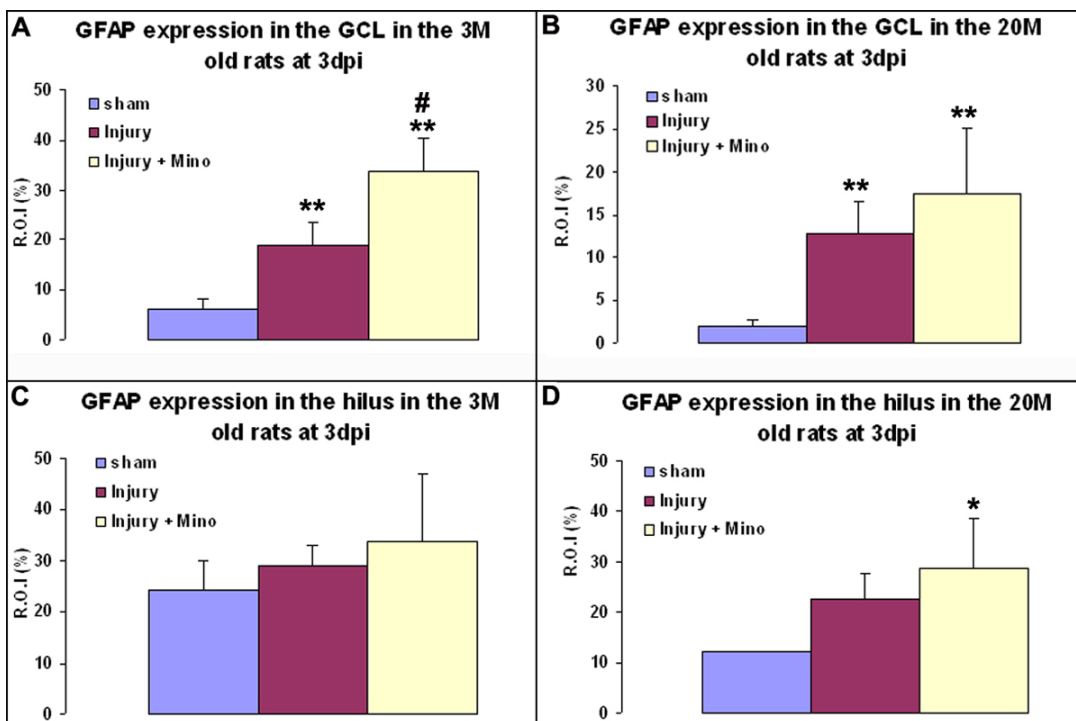 A
GFAP expression in the GCL in the 3M
old rats at 3dpi
50
40
30
20
10
0
R.O.I (%)
sham
Injury
Injury + Mino
**
#
**
B
GFAP expression in the GCL in the 20M
old rats at 3dpi
30
25
20
15
10
5
0
R.O.I (%)
sham
Injury
Injury + Mino
**
**
C
GFAP expression in the hilus in the 3M
old rats at 3dpi
50
40
30
20
10
0
R.O.I (%)
sham
Injury
Injury + Mino
D
GFAP expression in the hilus in the 20M
old rats at 3dpi
50
40
30
20
10
0
R.O.I (%)
sham
Injury
Injury + Mino
*